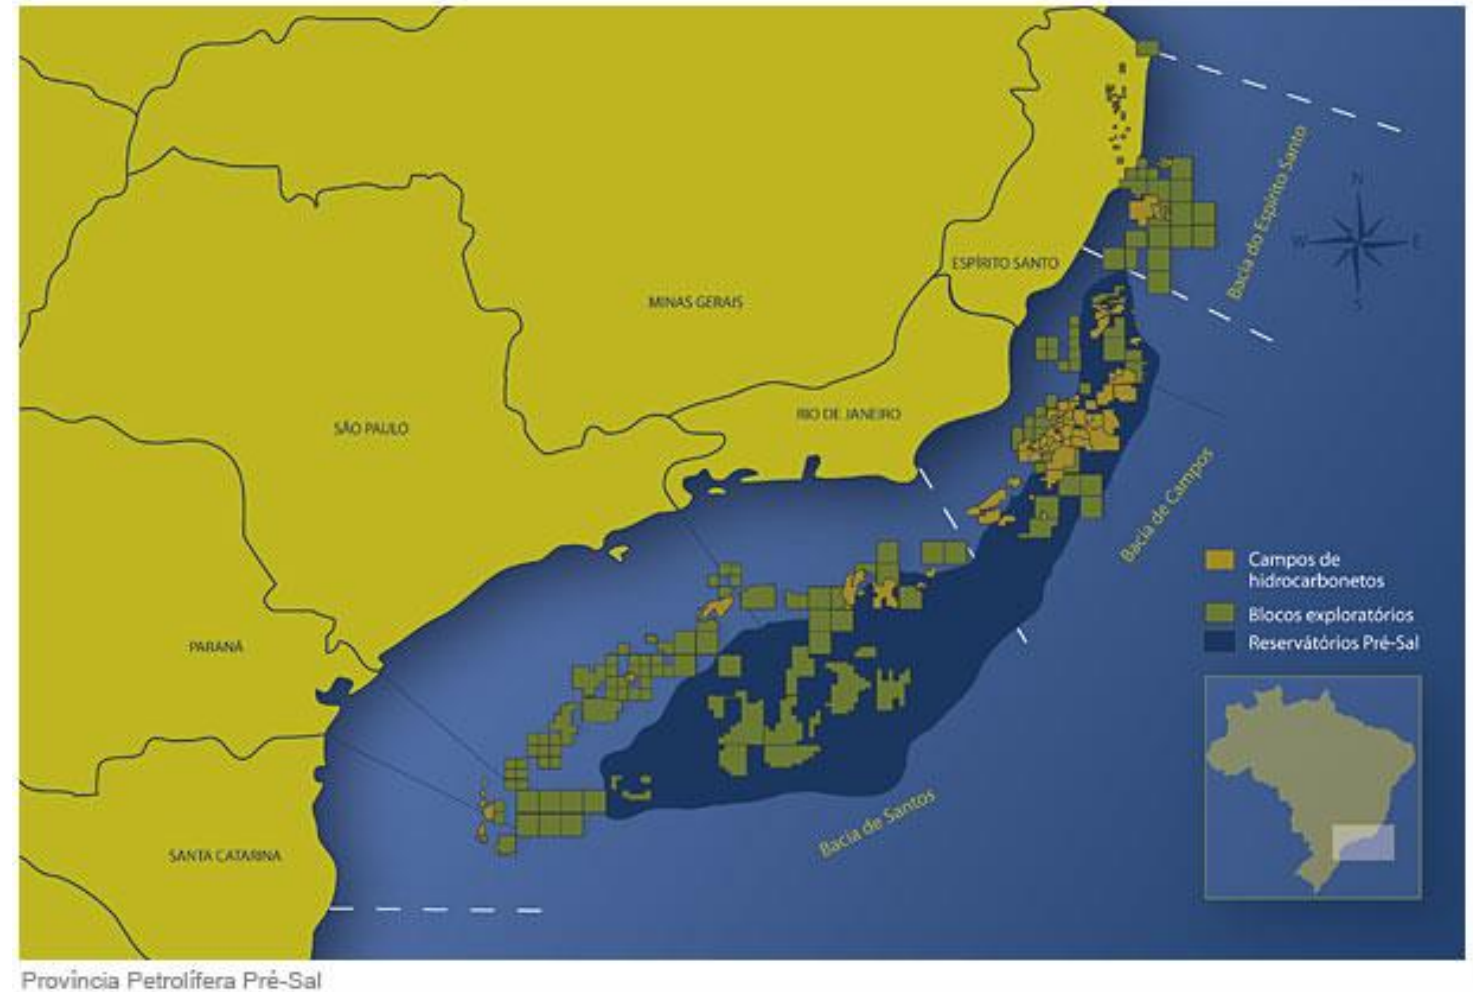 Bacia do Espírito Santo
N
W
E
S
ESPÍRITO SANTO
MINAS GERAIS
RIO DE JANEIRO
SÃO PAULO
Bacia de Campos
Campos de
hidrocarbonetos
Blocos exploratórios
Reservátórios Pré-Sal
PARANÁ
Bacia de Santos
SANTA CATARINA
Província Petrolífera Pré-Sal